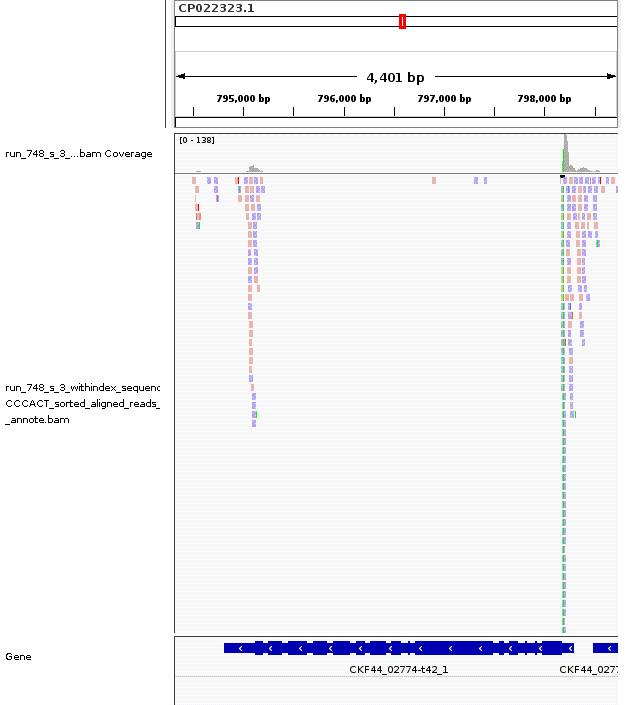 CP022323.1
4,401 bp
795,000 bp 796,000 bp 797,000 bp 798,000 bp
[0 - 138]
run_748_s_3_...bam Coverage
run_748_s_3_withindex_sequenc
CCCACT_sorted_aligned_reads_
_annote.bam
Gene
CKF44_02774-t42_1 CKF44_0277